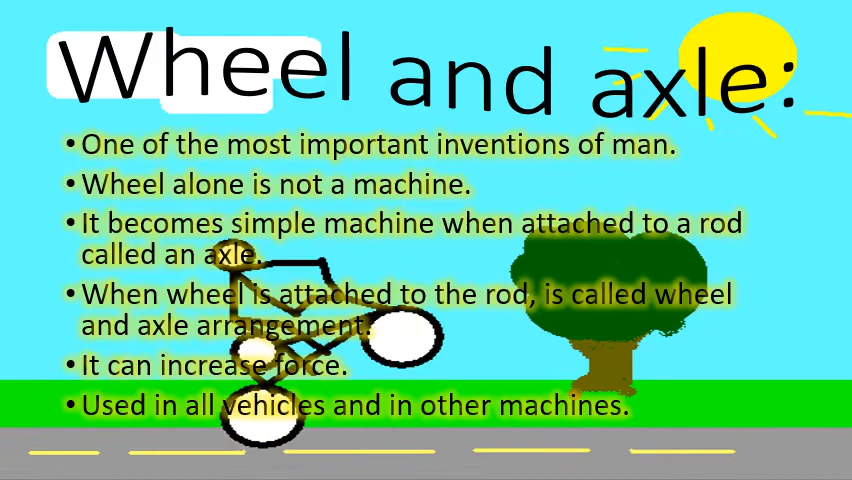 Wheel and axle:
• One of the most important inventions of man.
• Wheel alone is not a machine.
• It becomes simple machine when attached to a rod
called an axle.
• When wheel is attached to the rod, is called wheel
and axle arrangement.
• It can increase force.
• Used in all vehicles and in other machines.